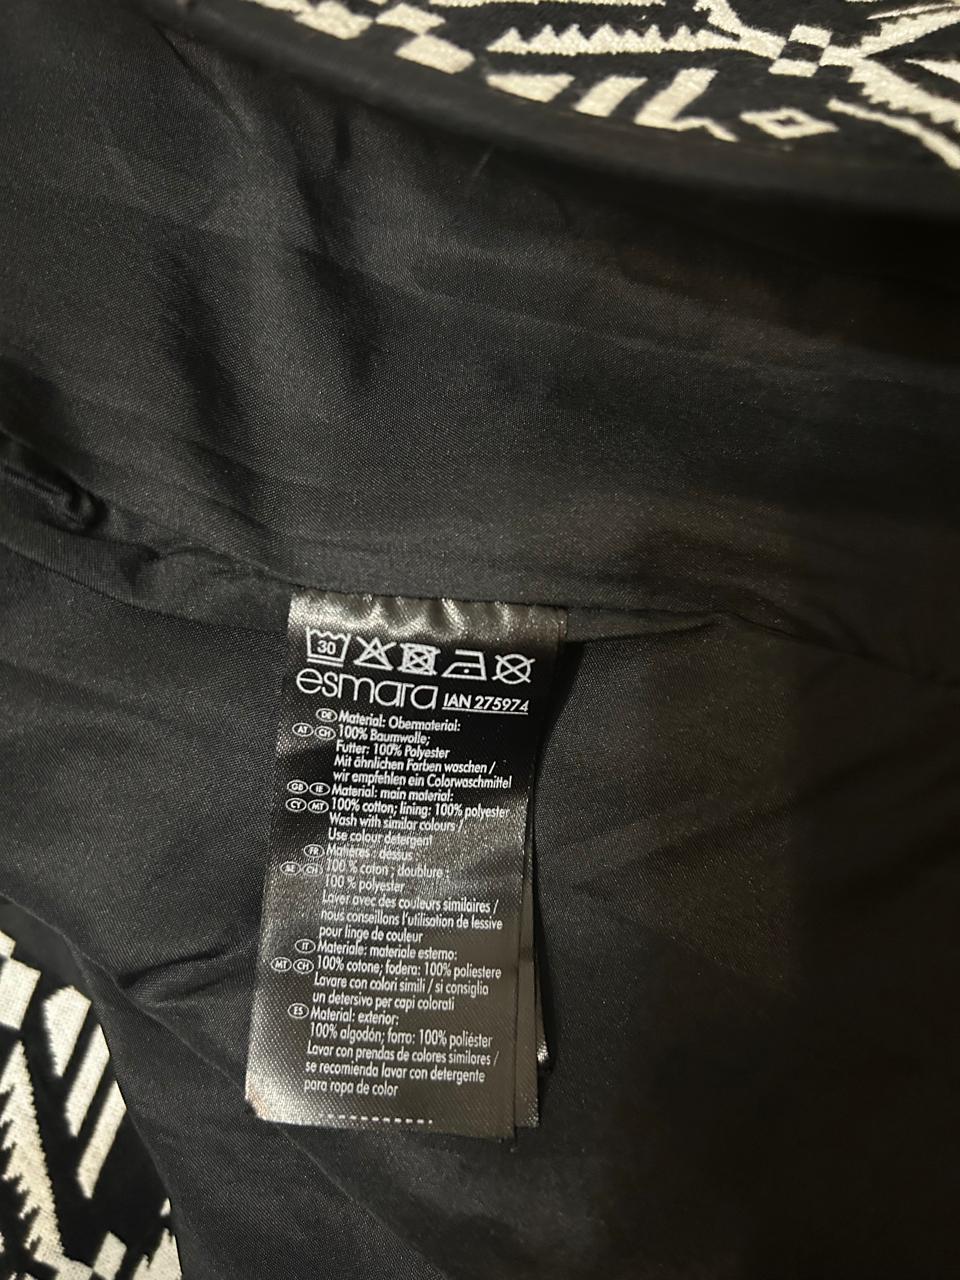 30
esmara IAN 275974
DE Material: Obermaterial:
AT CH 100% Baumwolle;
Futter: 100% Polyester
Mit ähnlichen Farben waschen /
wir empfehlen ein Colorwaschmittel
GB IE Material: main material:
CY MT 100% cotton; lining: 100% polyester
Wash with similar colours /
Use colour detergent
FR Matières : dessus
BE CH 100 % coton ; doublure :
100 % polyester
Laver avec des couleurs similaires /
nous conseillons l'utilisation de lessive
pour linge de couleur
IT Materiale: materiale esterno:
MT CH 100% cotone; fodera: 100% poliestere
Lavare con colori simili / si consiglia
un detersivo per capi colorati
ES Material: exterior:
100% algodón; forro: 100% poliéster
Lavar con prendas de colores similares /
se recomienda lavar con detergente
para ropa de color